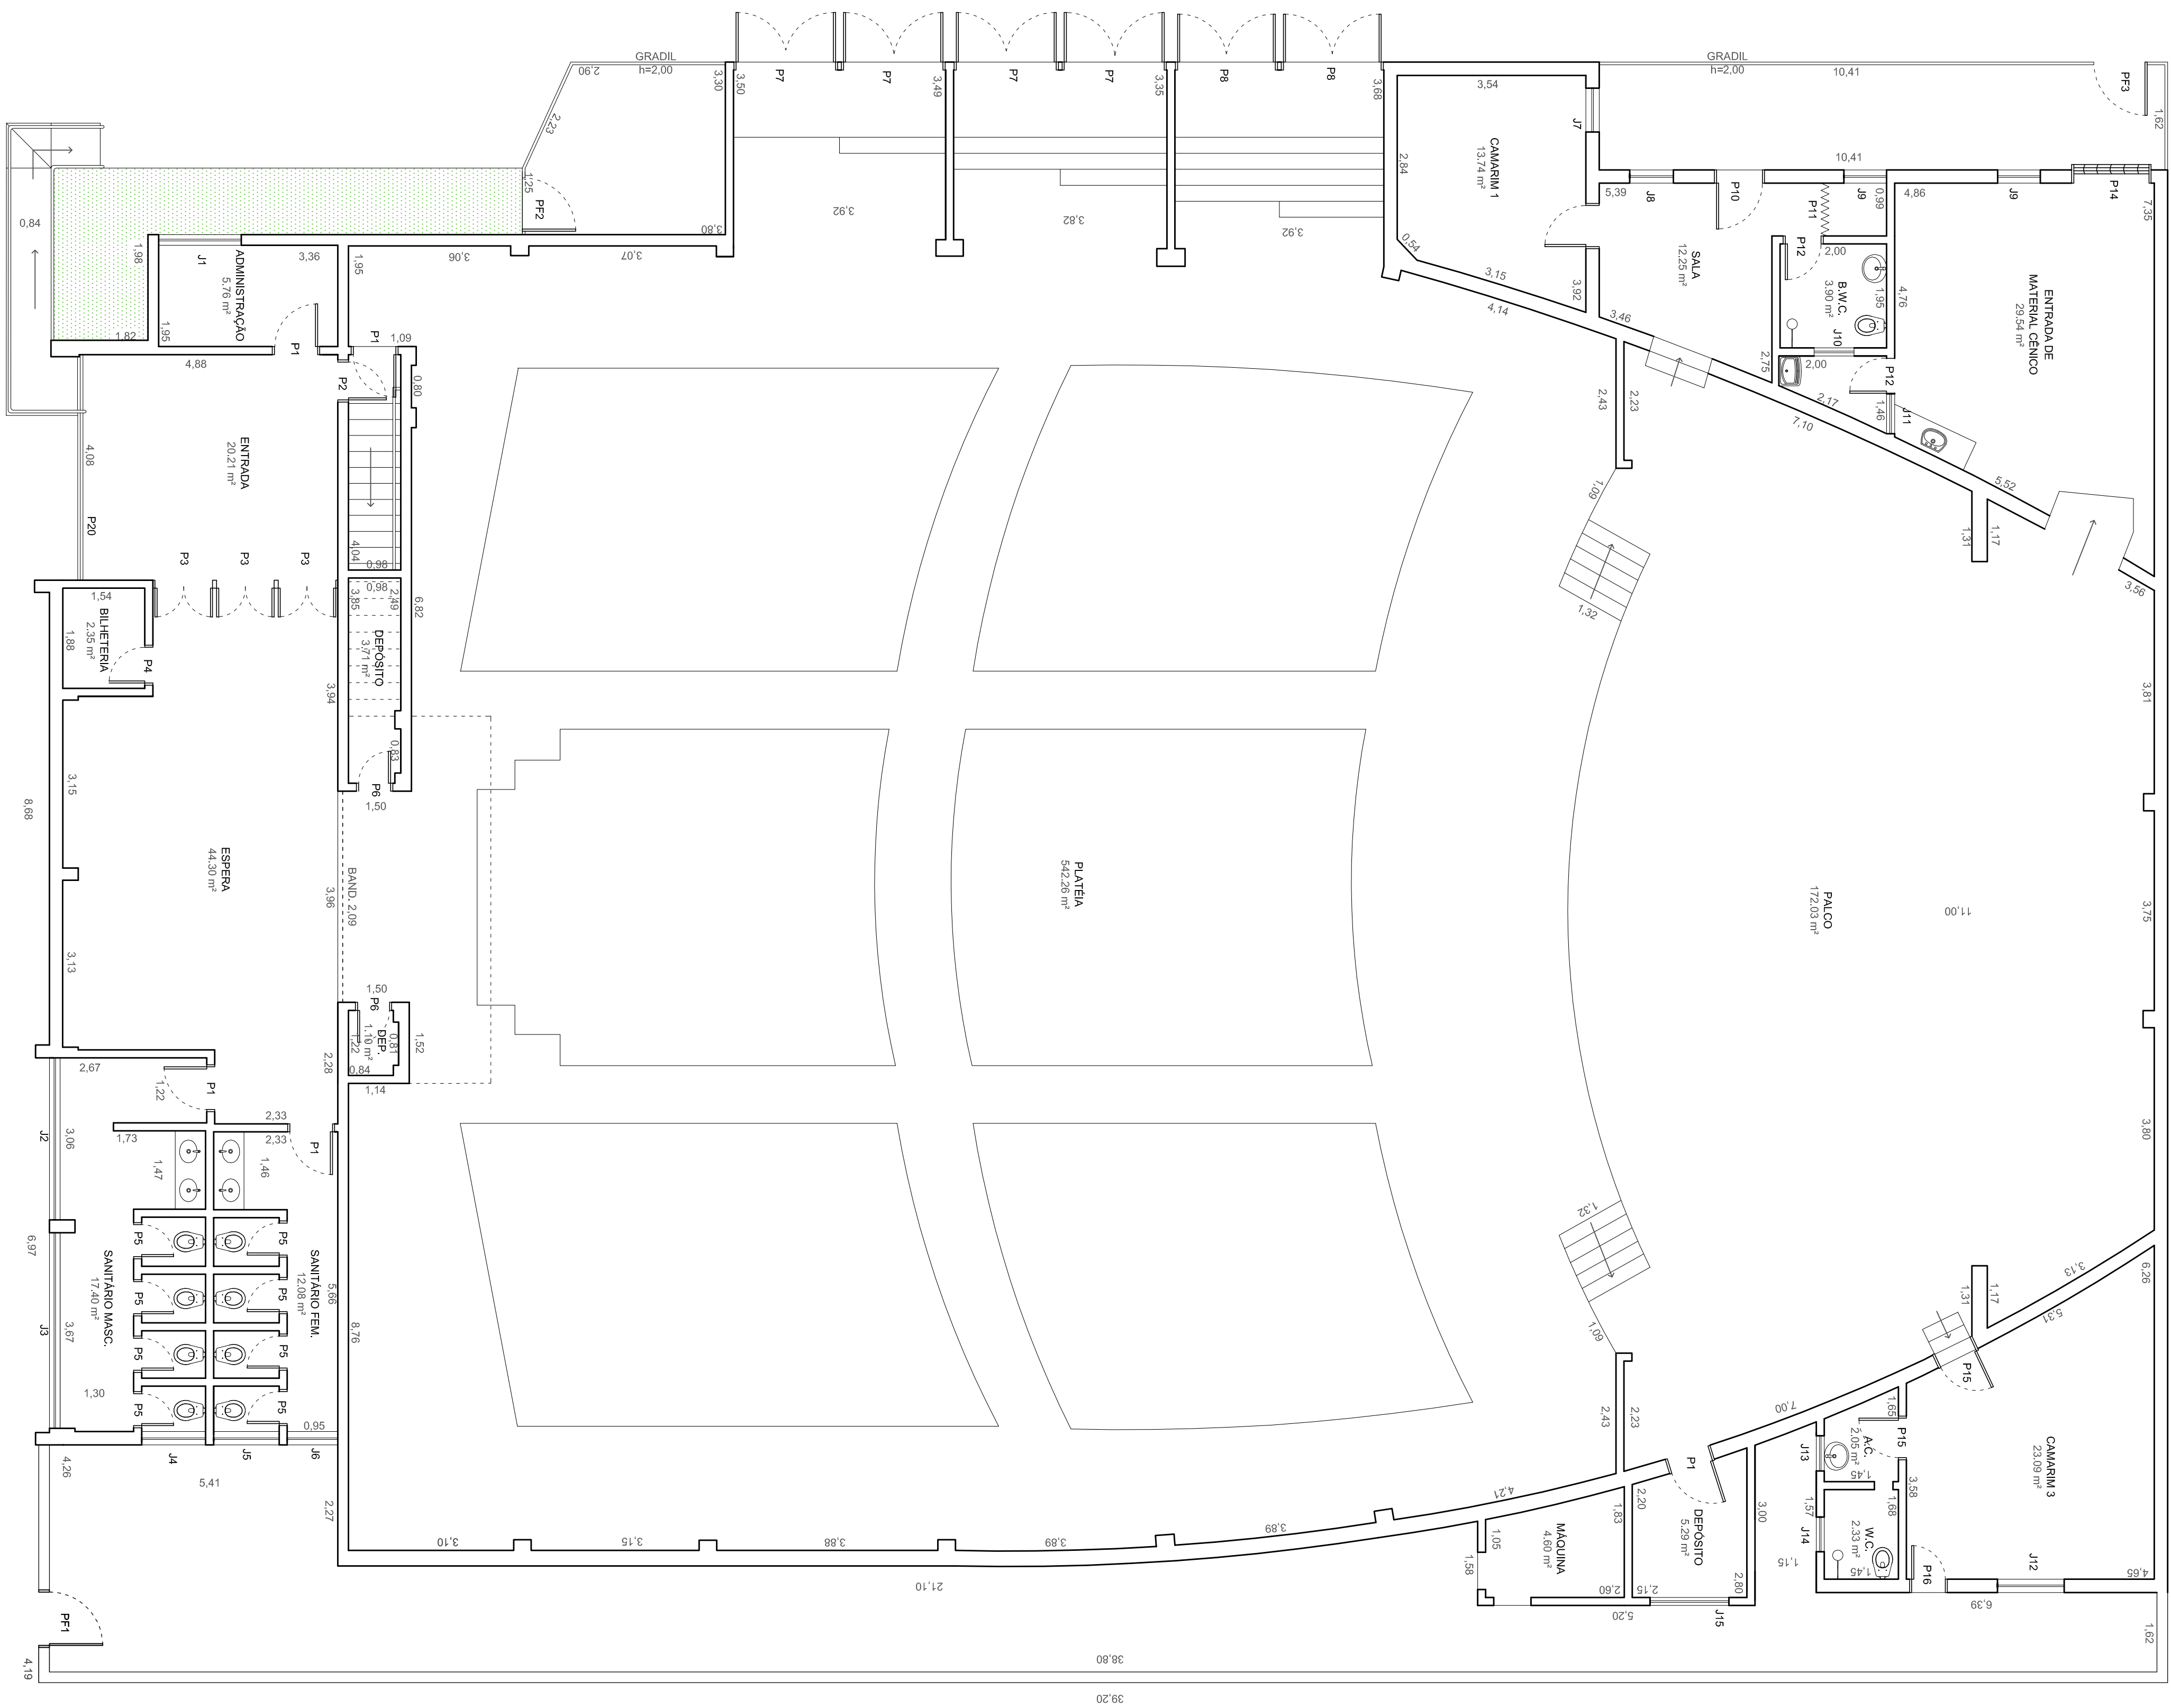 GRADIL
h=2,00
2,90
2,23
1,25
PF2
3,30
3,50
3,80
P7
P7
3,49
P7
P7
3,35
P8
P8
3,68
3,92
3,82
3,92
GRADIL
h=2,00
10,41
PF3
1,62
10,41
3,54
J7
CAMARIM 1
13.74 m²
2,84
0,54
3,15
3,92
4,14
3,46
5,39
J8
P10
P11
J9
0,99
4,86
J9
P14
7,35
SALA
12.25 m²
P12
2,00
B.W.C.
3.90 m²
1,95
4,76
J10
2,75
2,00
P12
2,17
1,46
J11
7,10
5,52
ENTRADA DE
MATERIAL CÊNICO
29.54 m²
1,31
1,17
3,56
2,43
2,23
1,09
1,32
0,84
1,98
J1
ADMINISTRAÇÃO
5.76 m²
3,36
1,82
1,95
P1
4,88
1,95
3,06
3,07
P1
1,09
P2
0,80
ENTRADA
20.21 m²
4,08
P20
P3
P3
P3
4,04
0,98
0,98
3,85
2,49
6,82
DEPÓSITO
3.71 m²
0,83
P6
1,50
1,54
BILHETERIA
2.35 m²
1,88
P4
3,94
3,15
8,68
ESPERA
44.30 m²
3,96
BAND. 2,09
3,13
PLATÉIA
542.26 m²
PALCO
172.03 m²
11,00
3,81
3,75
3,80
1,50
P6
DEP.
1.10 m²
1,22
0,81
1,52
0,84
1,14
2,28
2,67
1,22
P1
2,33
2,33
P1
J2
3,06
1,73
1,47
1,46
6,97
J3
3,67
SANITÁRIO MASC.
17.40 m²
SANITÁRIO FEM.
12.08 m²
5,66
8,76
P5
P5
P5
P5
P5
P5
P5
P5
1,30
0,95
J4
J5
J6
4,26
5,41
2,27
PF1
4,19
3,10
3,15
3,88
3,89
3,89
4,21
21,10
1,32
1,09
2,43
2,23
3,13
6,26
1,31
1,17
5,31
P15
7,00
P1
1,65
P15
A.C.
2.05 m²
J13
1,45
CAMARIM 3
23.09 m²
3,58
1,68
1,57
J14
W.C.
2.33 m²
1,45
1,15
P16
J12
4,65
6,39
1,62
1,05
1,58
MÁQUINA
4.60 m²
1,83
2,20
DEPÓSITO
5.29 m²
3,00
2,60
2,15
2,80
5,20
J15
38,80
39,20